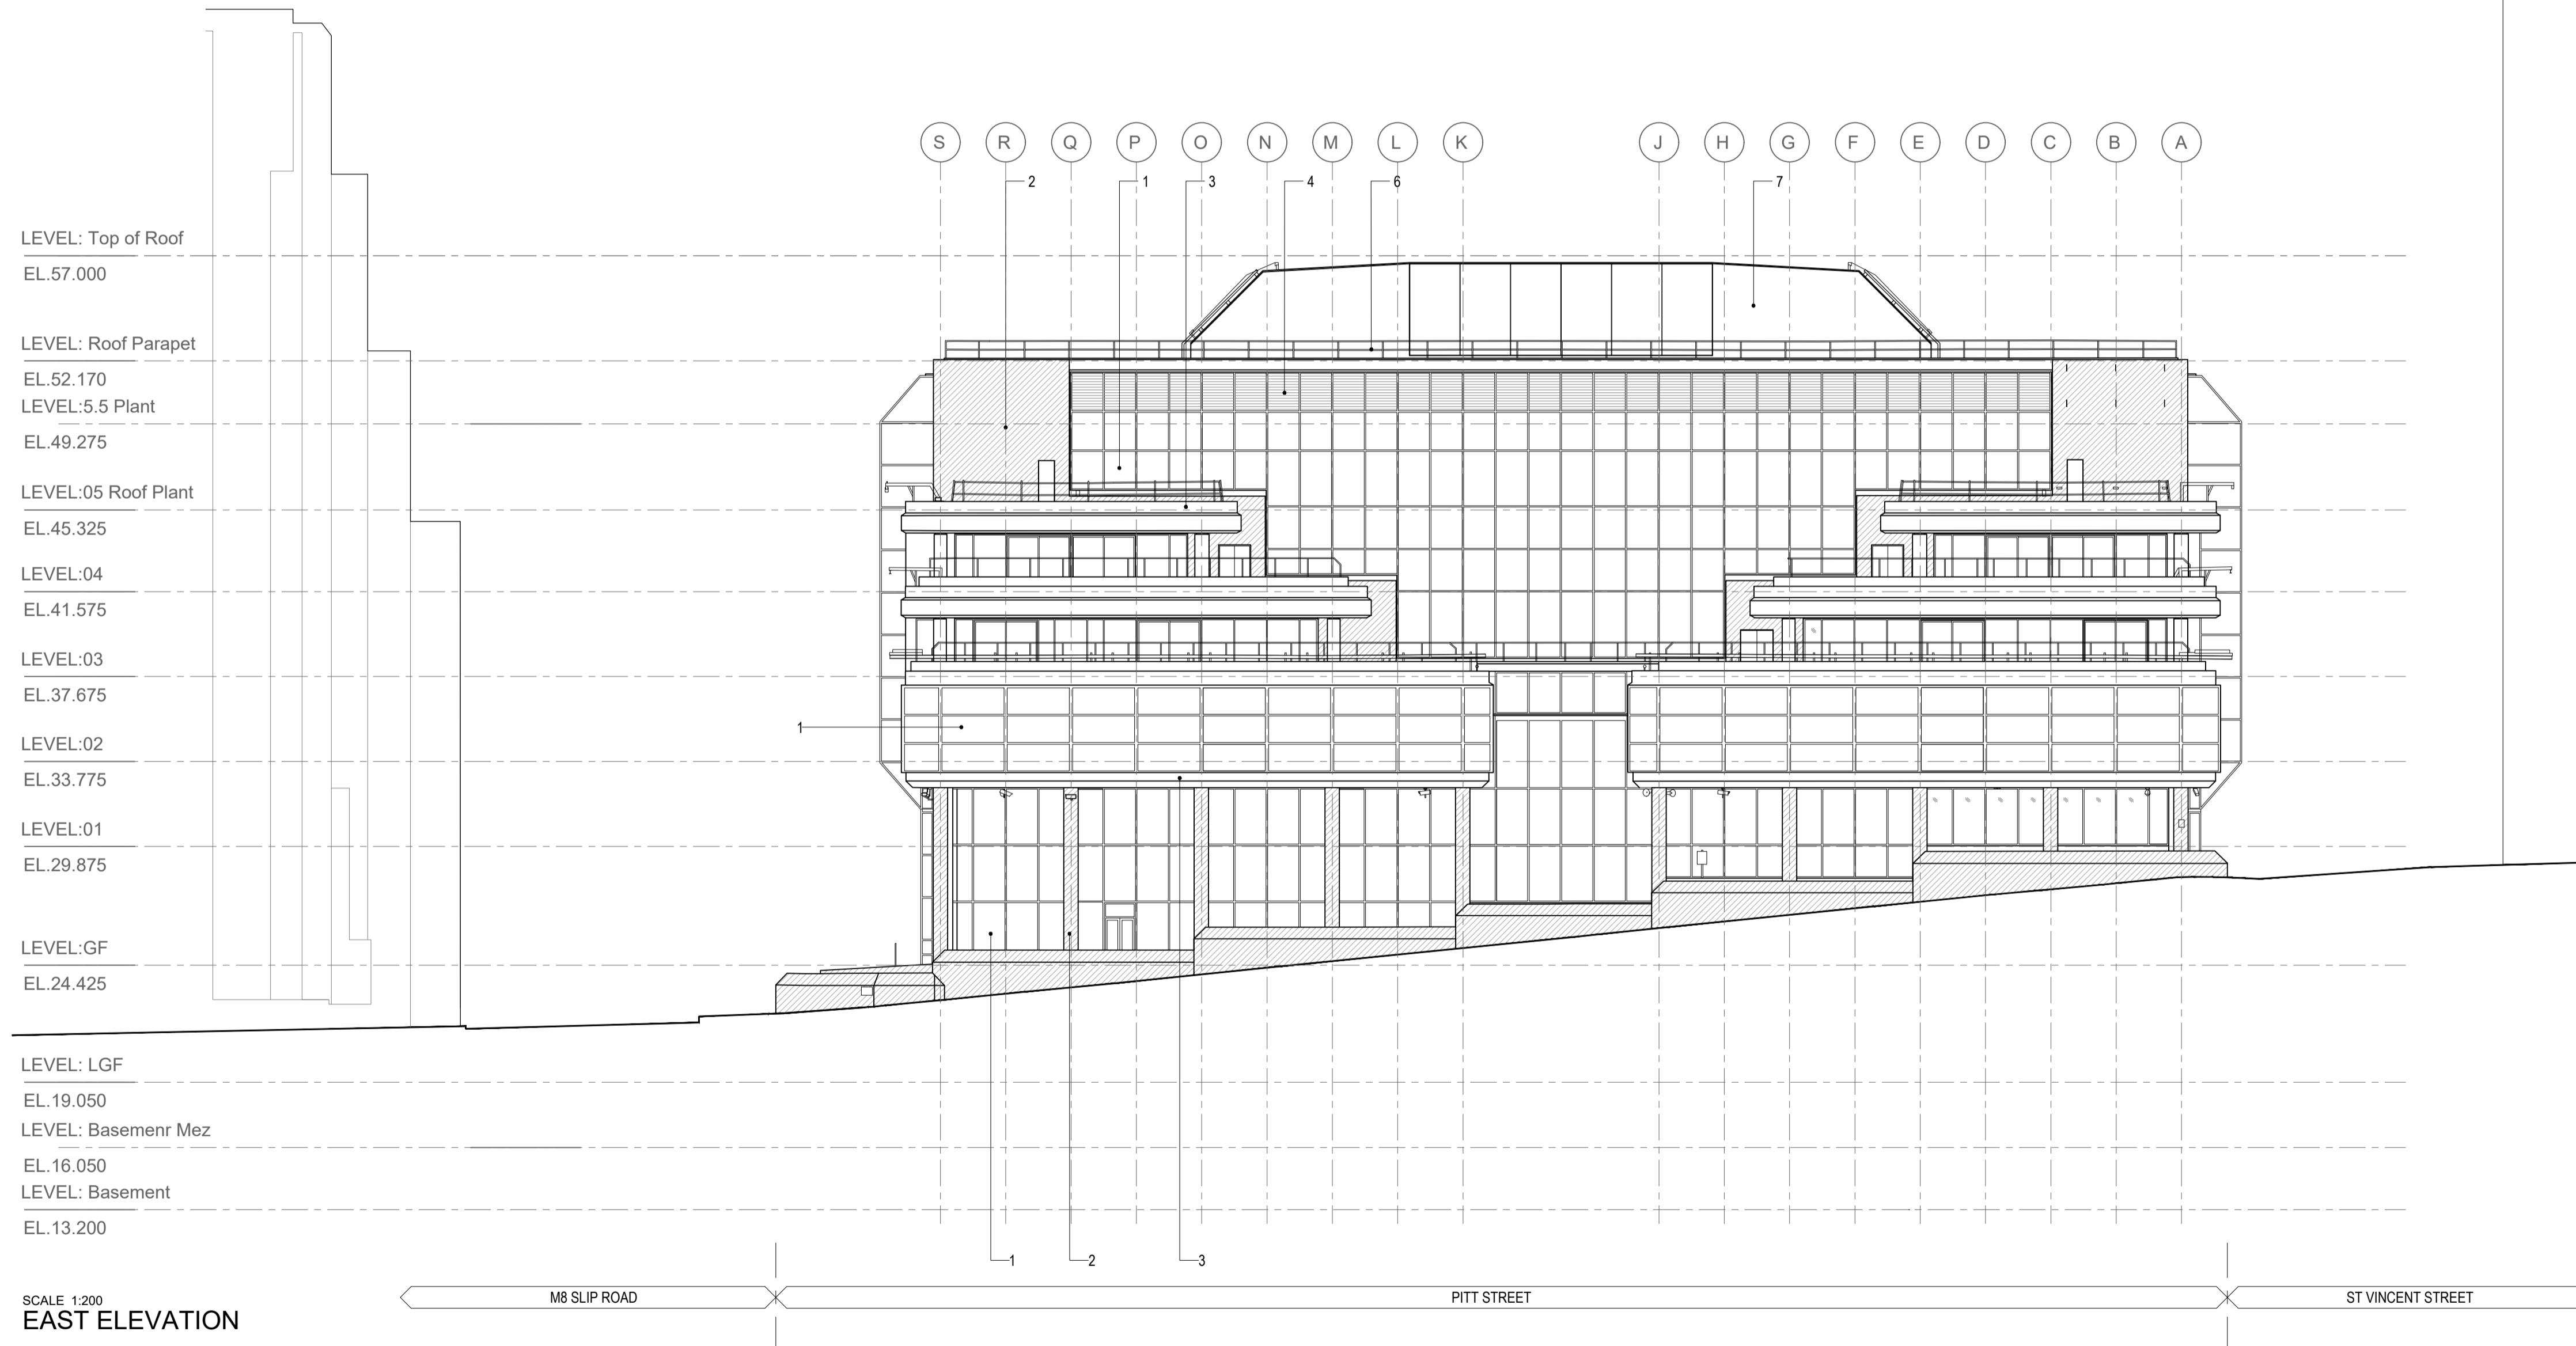 S R Q P O N M L K J H G F E D C B A
2 1 3 4 6 7
LEVEL: Top of Roof
EL.57.000
LEVEL: Roof Parapet
EL.52.170
LEVEL:5.5 Plant
EL.49.275
LEVEL:05 Roof Plant
EL.45.325
LEVEL:04
EL.41.575
LEVEL:03
EL.37.675
1
LEVEL:02
EL.33.775
LEVEL:01
EL.29.875
LEVEL:GF
EL.24.425
LEVEL: LGF
EL.19.050
LEVEL: Basemenr Mez
EL.16.050
LEVEL: Basement
EL.13.200
1 2 3
M8 SLIP ROAD PITT STREET ST VINCENT STREET
SCALE 1:200
EAST ELEVATION